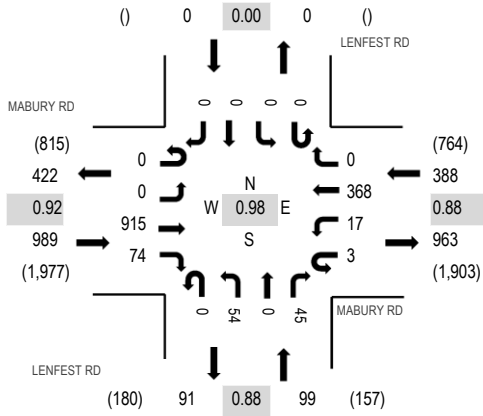 () 0 0.00 0 ()
LENFEST RD
MABURY RD
0 0 0 0
(815) (764)
0 0
422 388
0 N 368
0.92 W 0.98 E 0.88
915 17
989 S 963
74 3
(1,977) (1,903)
0 54 0 45
MABURY RD
LENFEST RD
(180) 91 0.88 99 (157)